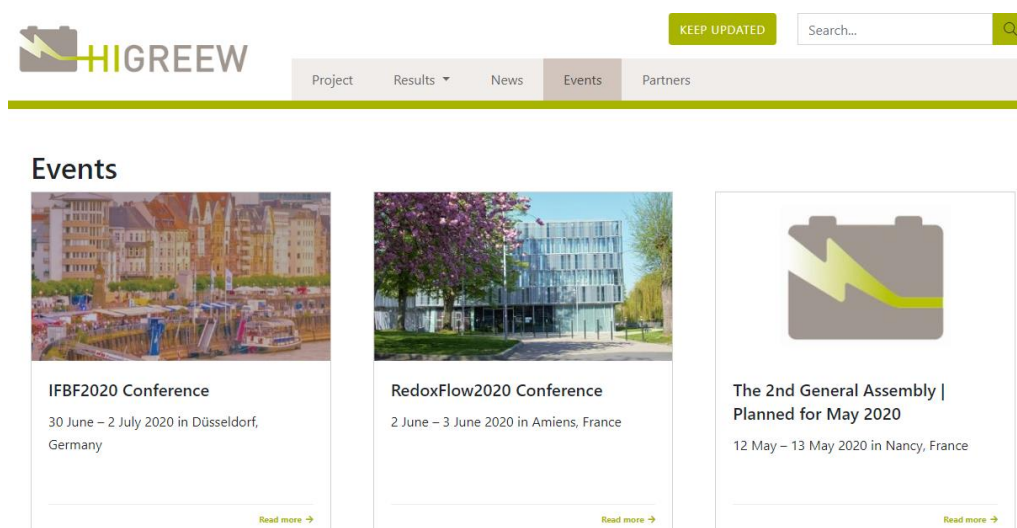 KEEP UPDATED
Search...
HIGREEW
Project Results News Events Partners
Events
IFBF2020 Conference
30 June – 2 July 2020 in Düsseldorf,
Germany
Read more →
RedoxFlow2020 Conference
2 June – 3 June 2020 in Amiens, France
Read more →
The 2nd General Assembly |
Planned for May 2020
12 May – 13 May 2020 in Nancy, France
Read more →